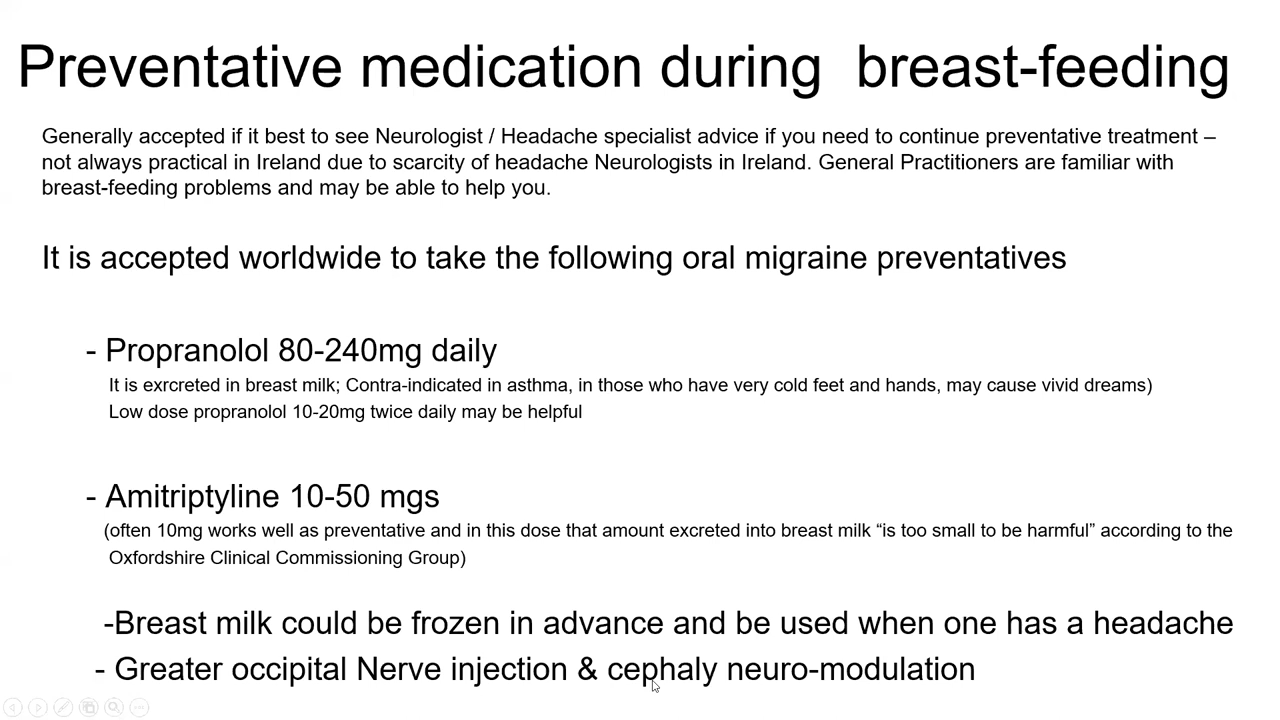 Preventative medication during breast-feeding
Generally accepted if it best to see Neurologist / Headache specialist advice if you need to continue preventative treatment –
not always practical in Ireland due to scarcity of headache Neurologists in Ireland. General Practitioners are familiar with
breast-feeding problems and may be able to help you.
It is accepted worldwide to take the following oral migraine preventatives
- Propranolol 80-240mg daily
It is exrcreted in breast milk; Contra-indicated in asthma, in those who have very cold feet and hands, may cause vivid dreams)
Low dose propranolol 10-20mg twice daily may be helpful
- Amitriptyline 10-50 mgs
(often 10mg works well as preventative and in this dose that amount excreted into breast milk “is too small to be harmful” according to the
Oxfordshire Clinical Commissioning Group)
-Breast milk could be frozen in advance and be used when one has a headache
- Greater occipital Nerve injection & cephaly neuro-modulation